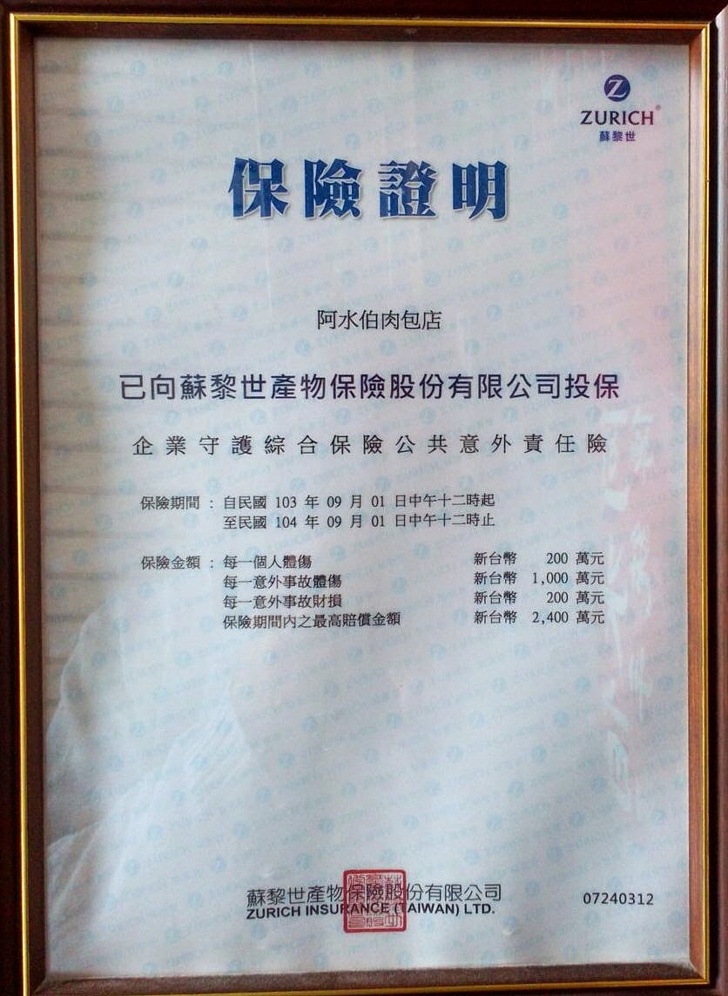 ZURICH®
蘇黎世
保險證明
阿水伯肉包店
已向蘇黎世產物保險股份有限公司投保
企業守護綜合保險公共意外責任險
保險期間：自民國 103 年 09 月 01 日中午十二時起
至民國 104 年 09 月 01 日中午十二時止
保險金額：每一個人體傷 新台幣 200 萬元
每一意外事故體傷 新台幣 1,000 萬元
每一意外事故財損 新台幣 200 萬元
保險期間內之最高賠償金額 新台幣 2,400 萬元
蘇黎世產物保險股份有限公司
ZURICH INSURANCE (TAIWAN) LTD.
07240312